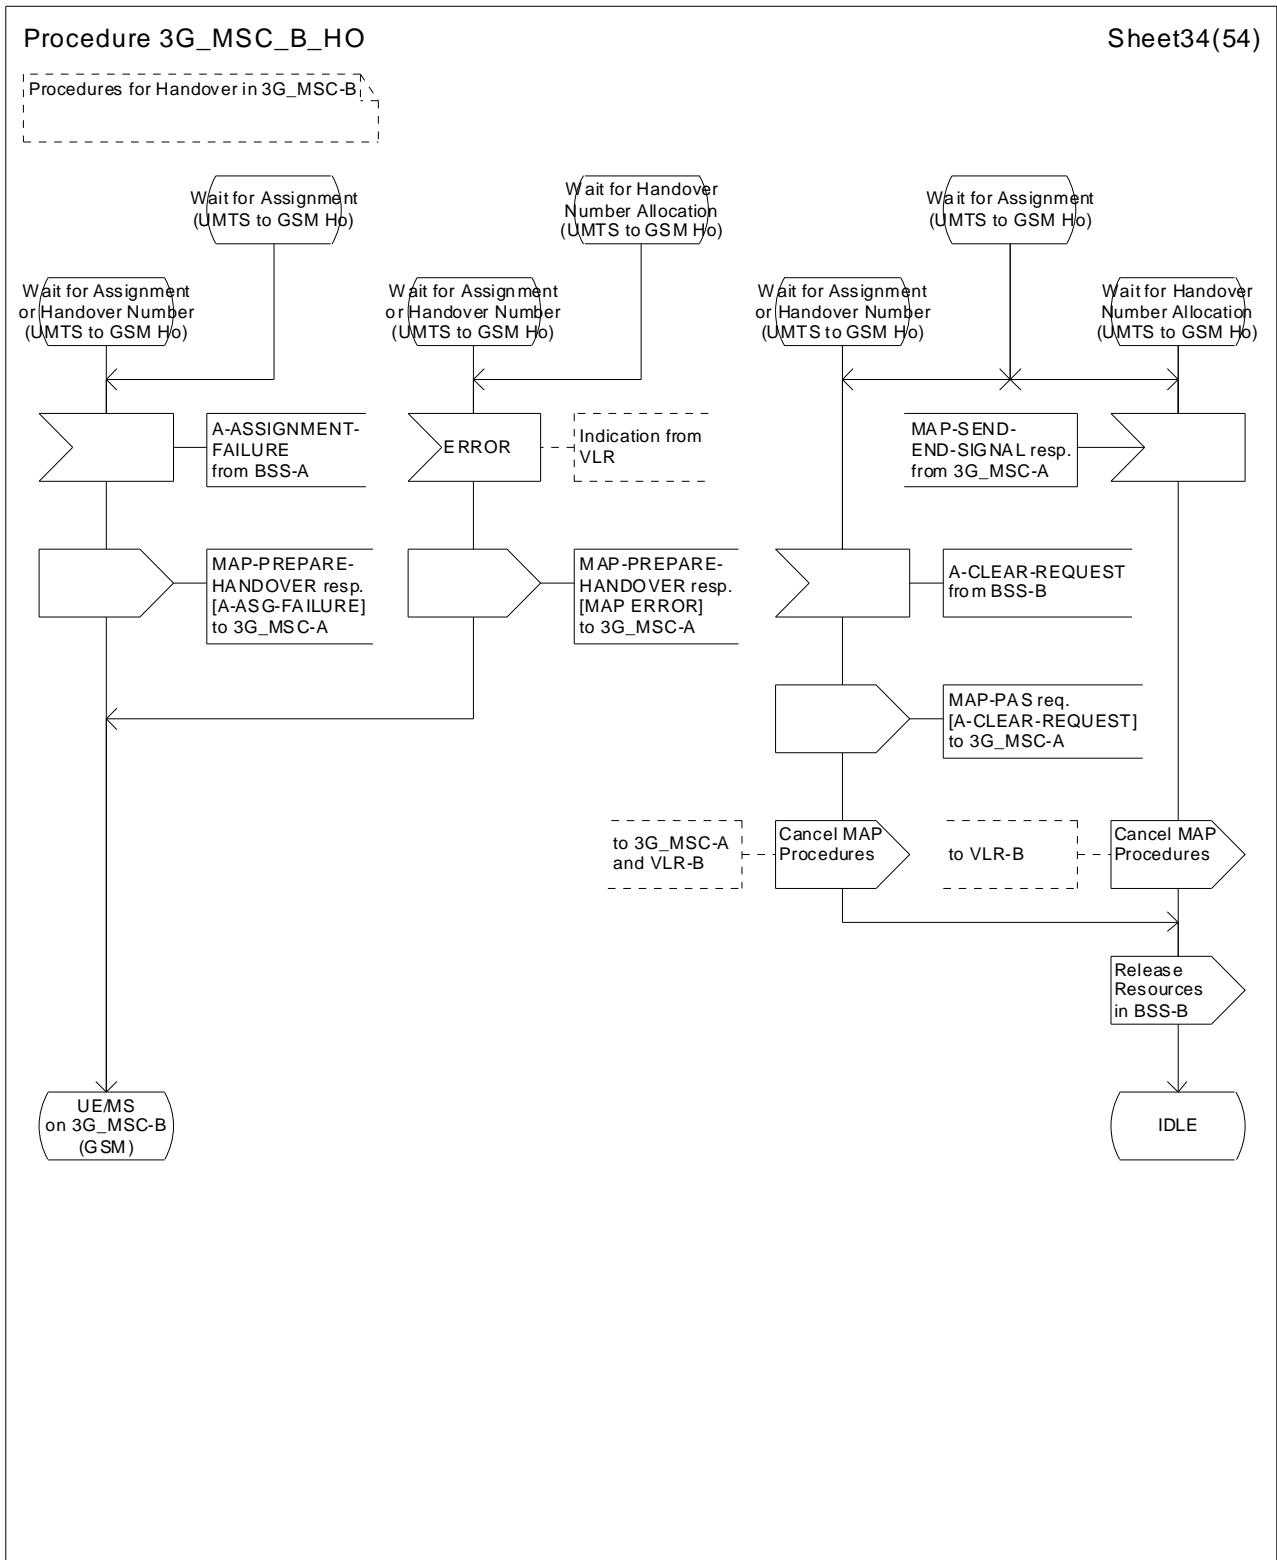 Procedure 3G_MSC_B_HO
Sheet34(54)
Procedures for Handover in 3G_MSC-B
Wait for Assignment
(UMTS to GSM Ho)
Wait for Handover
Number Allocation
(UMTS to GSM Ho)
Wait for Assignment
(UMTS to GSM Ho)
Wait for Assignment
or Handover Number
(UMTS to GSM Ho)
Wait for Assignment
or Handover Number
(UMTS to GSM Ho)
Wait for Assignment
or Handover Number
(UMTS to GSM Ho)
Wait for Handover
Number Allocation
(UMTS to GSM Ho)
A-ASSIGNMENT-
FAILURE
from BSS-A
ERROR
Indication from
VLR
MAP-SEND-
END-SIGNAL resp.
from 3G_MSC-A
MAP-PREPARE-
HANDOVER resp.
[A-ASG-FAILURE]
to 3G_MSC-A
MAP-PREPARE-
HANDOVER resp.
[MAP ERROR]
to 3G_MSC-A
A-CLEAR-REQUEST
from BSS-B
MAP-PAS req.
[A-CLEAR-REQUEST]
to 3G_MSC-A
to 3G_MSC-A
and VLR-B
Cancel MAP
Procedures
to VLR-B
Cancel MAP
Procedures
Release
Resources
in BSS-B
UE/MS
on 3G_MSC-B
(GSM)
IDLE